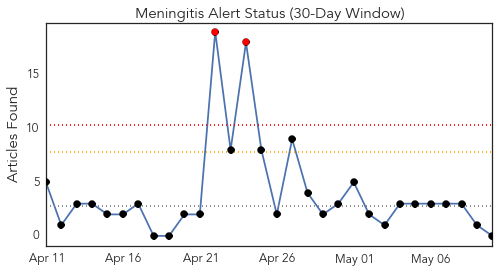 Meningitis Alert Status (30-Day Window)
Articles Found
15
10
5
0
Apr 11
Apr 16
Apr 21
Apr 26
May 01
May 06